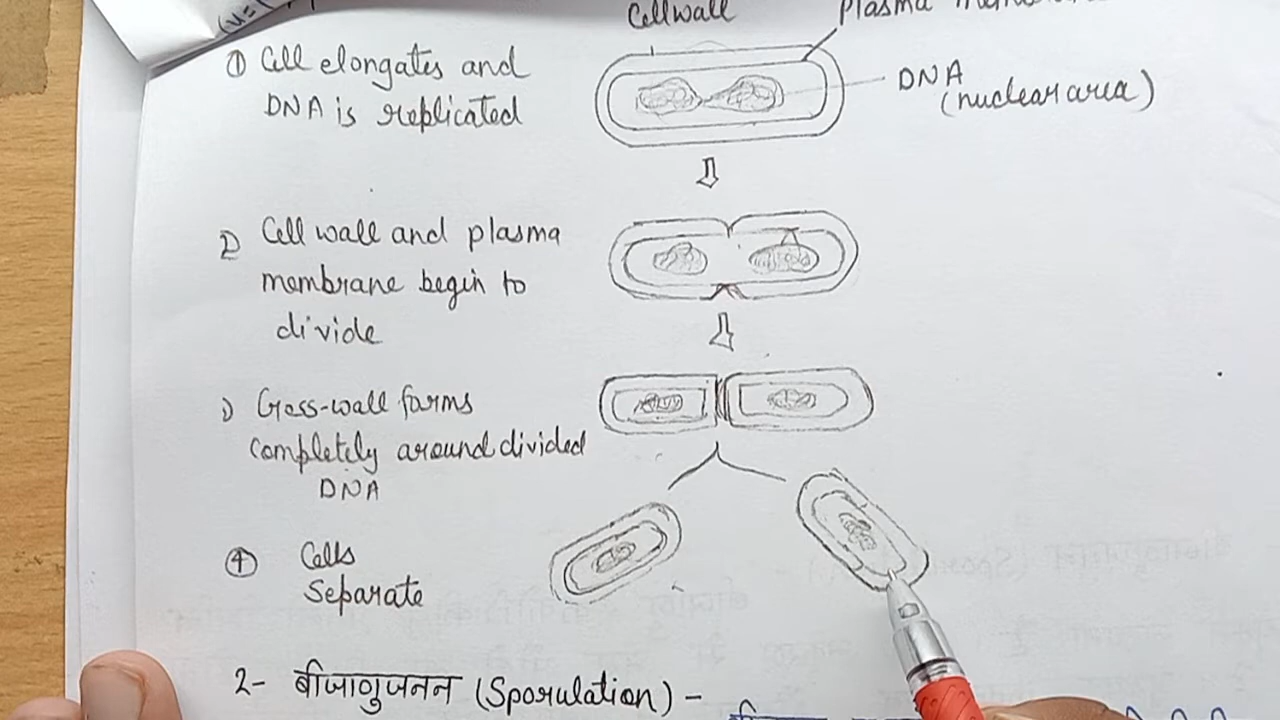 Cellwall
Plasma
① Cell elongates and
DNA is replicated
DNA
(nuclear area)
2) Cell wall and plasma
membrane begin to
divide
3) Cross-wall forms
completely around divided
DNA
④ Cells
Separate
2- बीजाणुजनन (Sporulation) -